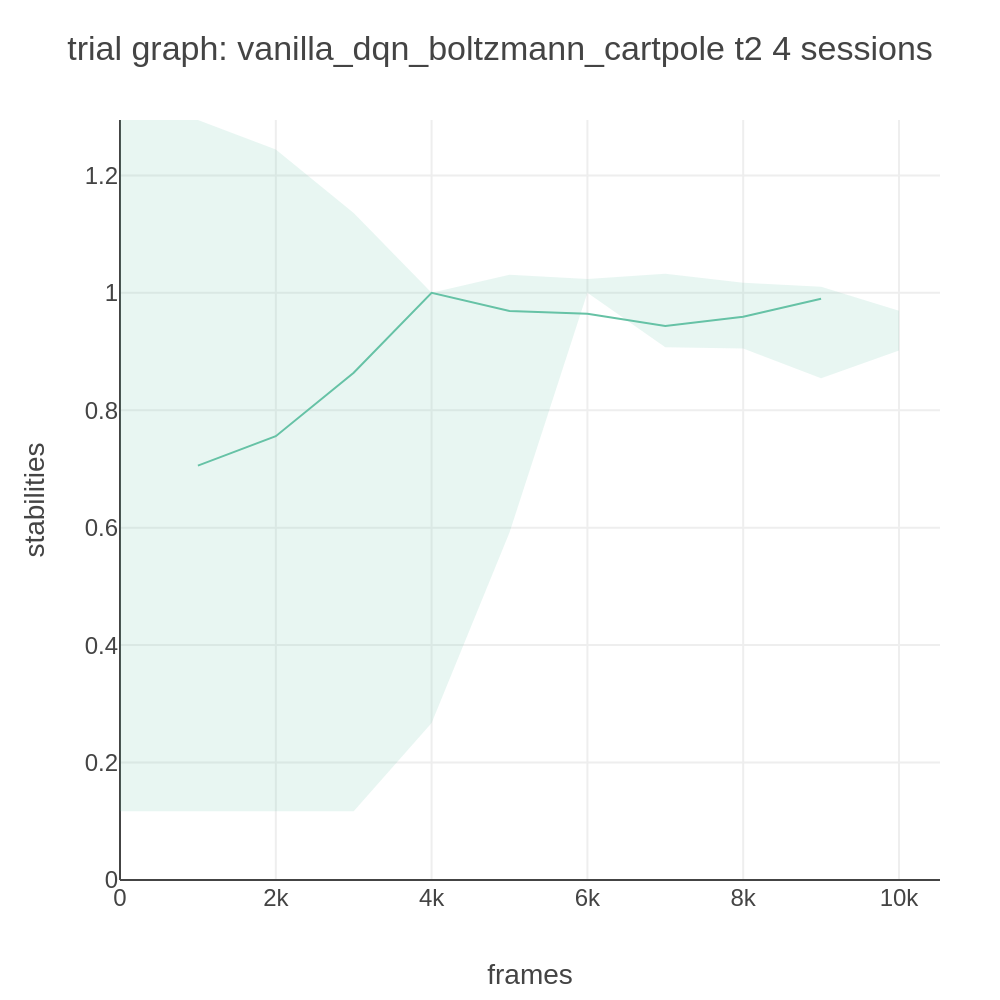 trial graph: vanilla_dqn_boltzmann_cartpole t2 4 sessions
1.2
1
0.8
0.6
0.4
0.2
0
stabilities
0 2k 4k 6k 8k 10k
frames